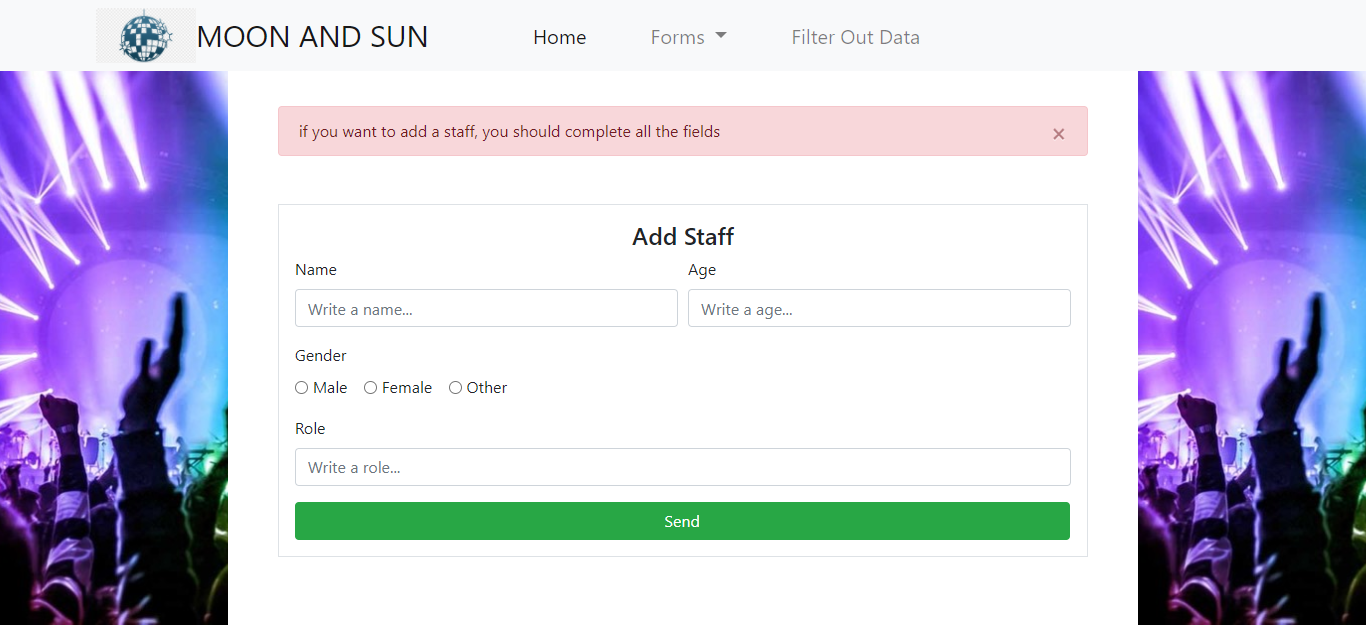 MOON AND SUN
Home
Forms
Filter Out Data
if you want to add a staff, you should complete all the fields
×
Add Staff
Name
Age
Write a name...
Write a age...
Gender
Male
Female
Other
Role
Write a role...
Send